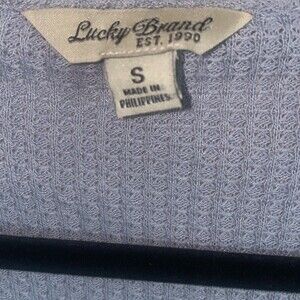 Lucky Brand
EST. 1990
S
MADE IN
PHILIPPINES